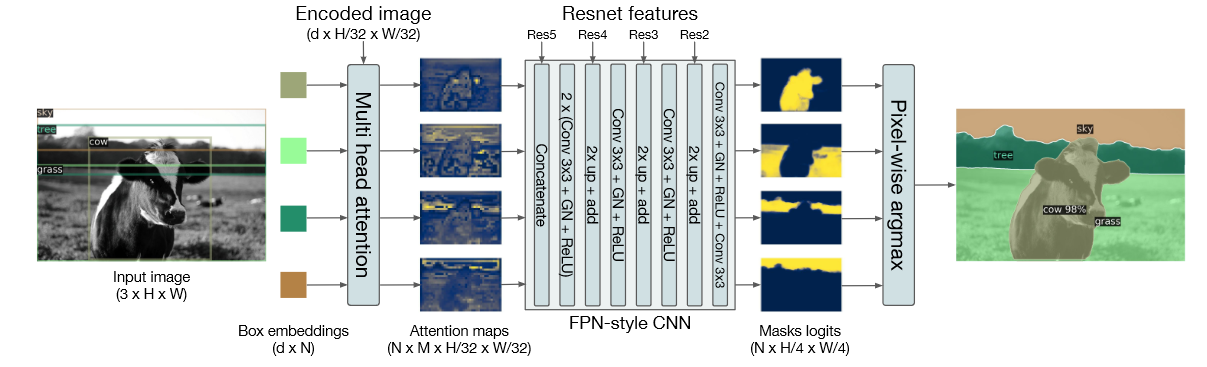 Encoded image
(d x H/32 x W/32)
Resnet features
Res5
Res4
Res3
Res2
sky
tree
cow
grass
Input image
(3 x H x W)
Box embeddings
(d x N)
Multi head attention
Attention maps
(N x M x H/32 x W/32)
Concatenate
2 x (Conv 3x3 + GN + ReLU)
2x up + add
Conv 3x3 + GN + ReLU
2x up + add
Conv 3x3 + GN + ReLU
2x up + add
Conv 3x3 + GN + ReLU + Conv 3x3
FPN-style CNN
Masks logits
(N x H/4 x W/4)
Pixel-wise argmax
sky
tree
cow 98%
grass